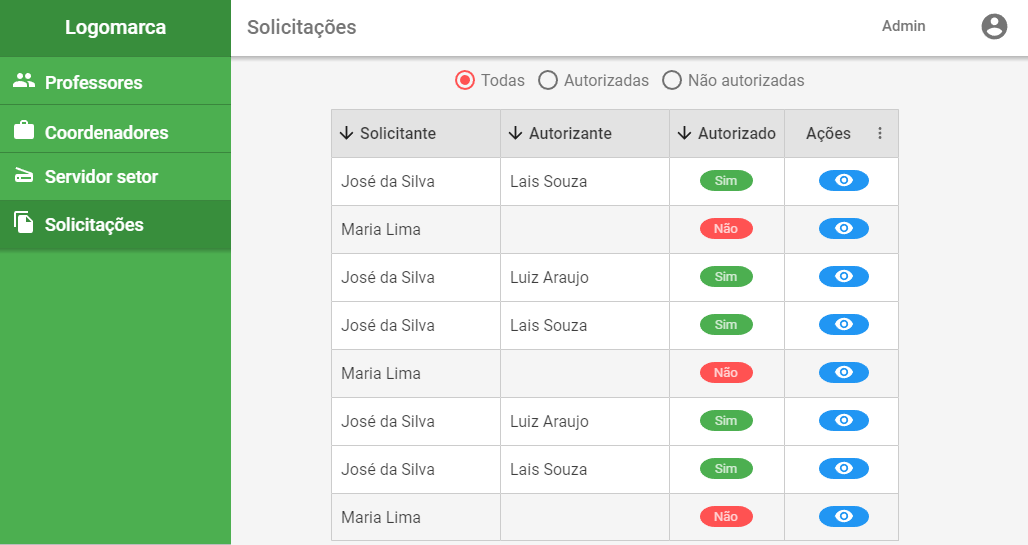 Logomarca
Solicitações
Admin
Professores
Coordenadores
Servidor setor
Solicitações
Todas Autorizadas Não autorizadas
Solicitante Autorizante Autorizado Ações
José da Silva Lais Souza Sim
Maria Lima Não
José da Silva Luiz Araujo Sim
José da Silva Lais Souza Sim
Maria Lima Não
José da Silva Luiz Araujo Sim
José da Silva Lais Souza Sim
Maria Lima Não